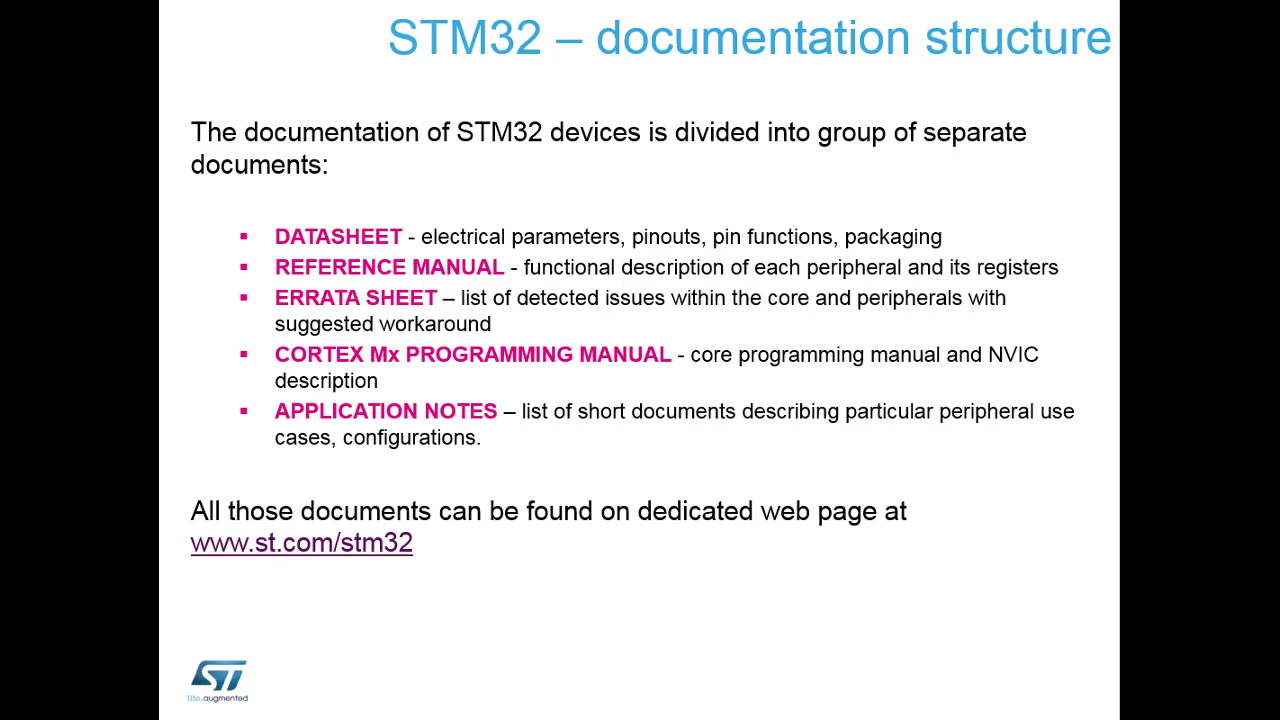 STM32 – documentation structure
The documentation of STM32 devices is divided into group of separate
documents:
▪ DATASHEET - electrical parameters, pinouts, pin functions, packaging
▪ REFERENCE MANUAL - functional description of each peripheral and its registers
▪ ERRATA SHEET – list of detected issues within the core and peripherals with
suggested workaround
▪ CORTEX Mx PROGRAMMING MANUAL - core programming manual and NVIC
description
▪ APPLICATION NOTES – list of short documents describing particular peripheral use
cases, configurations.
All those documents can be found on dedicated web page at
www.st.com/stm32
ST
life.augmented